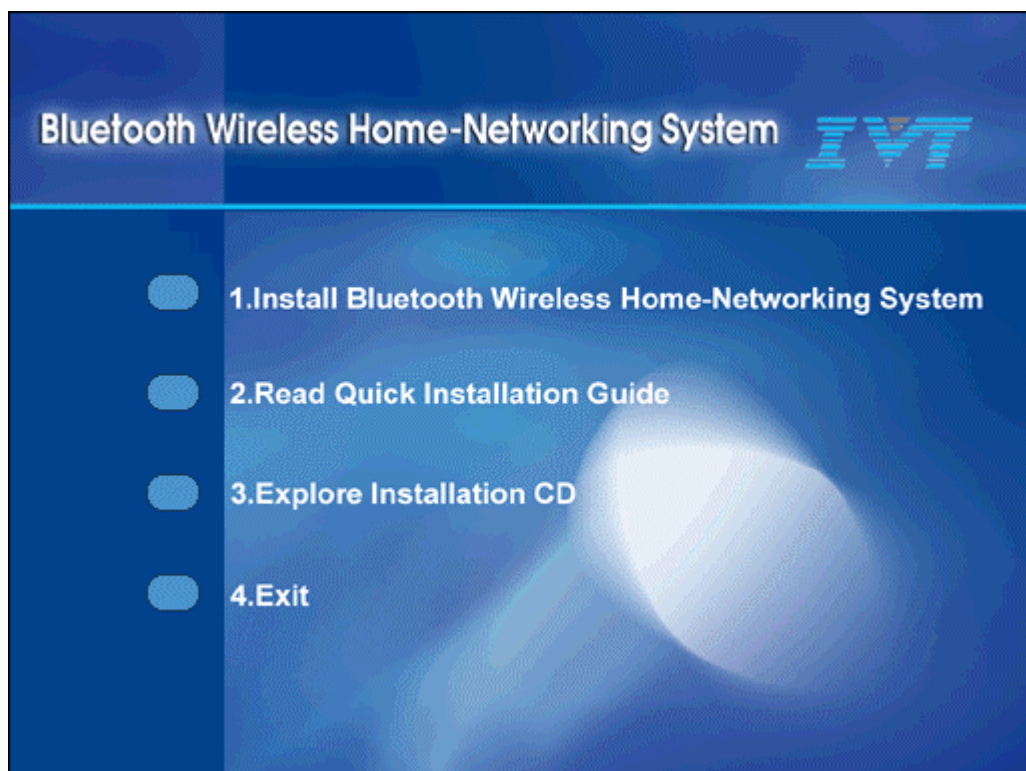 Bluetooth Wireless Home-Networking System
IVT
1.Install Bluetooth Wireless Home-Networking System
2.Read Quick Installation Guide
3.Explore Installation CD
4.Exit